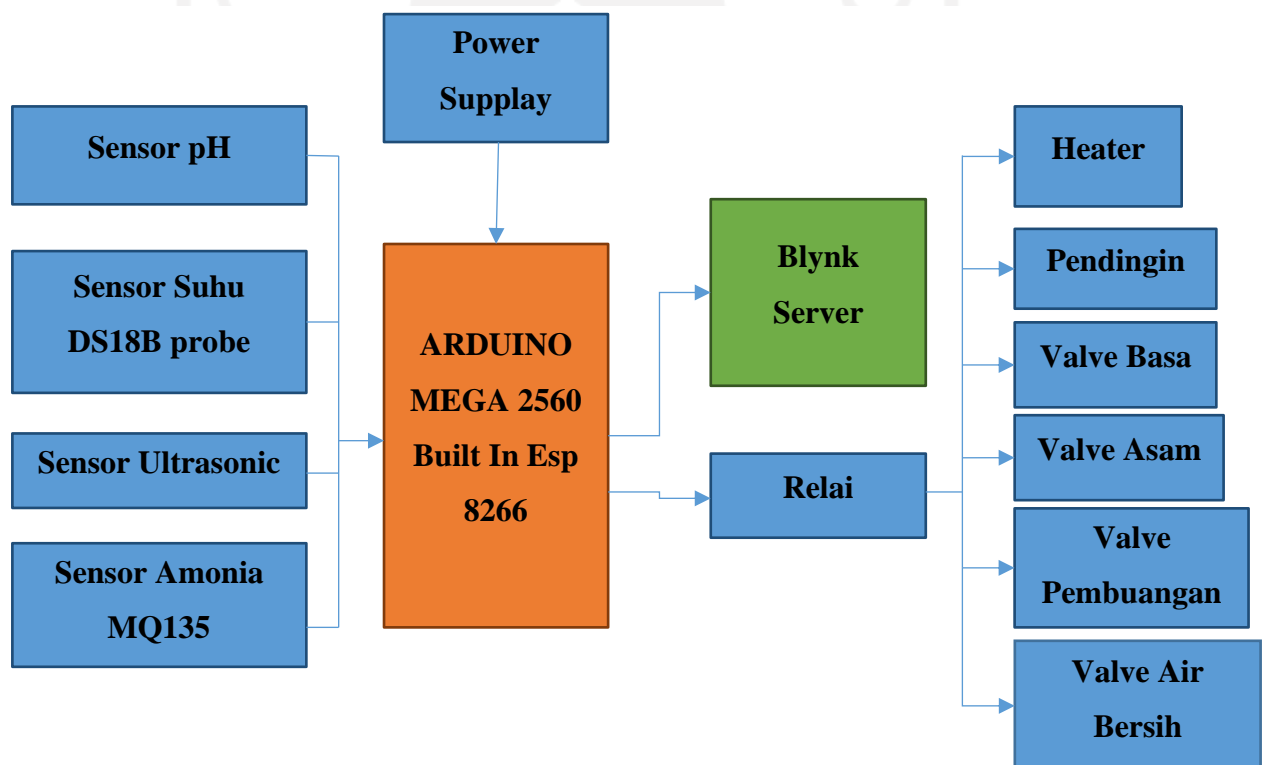 Power
Supplay
Sensor pH
Sensor Suhu
DS18B probe
Sensor Ultrasonic
Sensor Amonia
MQ135
ARDUINO
MEGA 2560
Built In Esp
8266
Blynk
Server
Relai
Heater
Pendingin
Valve Basa
Valve Asam
Valve
Pembuangan
Valve Air
Bersih